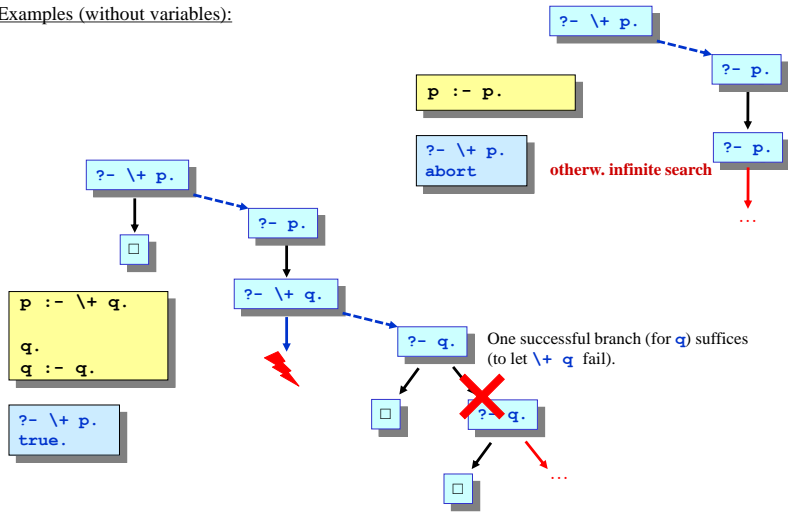 Examples (without variables):
?- \+ p.
?- p.
p :- p.
?- \+ p.
abort
otherw. infinite search
?- p.
...
?- \+ p.
□
?- p.
?- \+ q.
p :- \+ q.
q.
q :- q.
?- \+ p.
true.
?- q.
One successful branch (for q) suffices
(to let \+ q fail).
□
?- q.
□
...